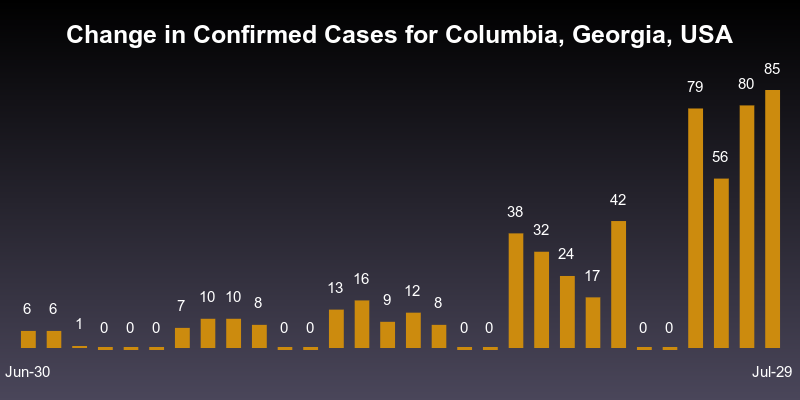 Change in Confirmed Cases for Columbia, Georgia, USA
6 6 1 0 0 0 7 10 10 8 0 0 13 16 9 12 8 0 0 38 32 24 17 42 0 0 79 56 80 85
Jun-30 Jul-29